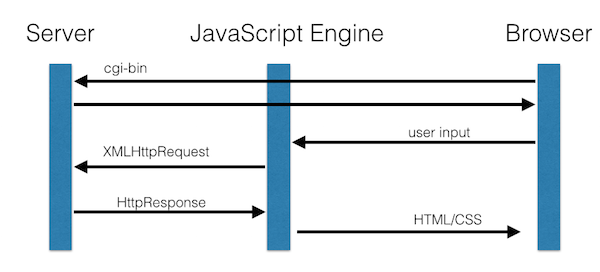 Server
JavaScript Engine
Browser
cgi-bin
user input
XMLHttpRequest
HttpResponse
HTML/CSS